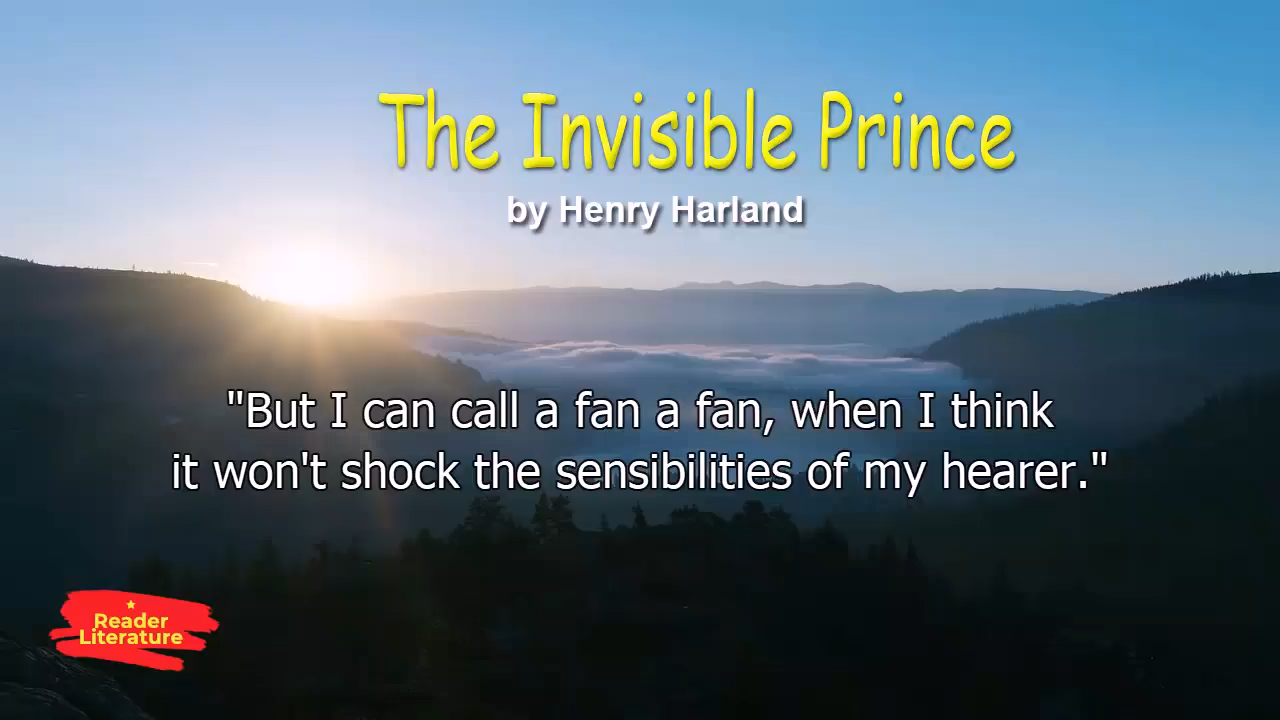 The Invisible Prince
by Henry Harland
"But I can call a fan a fan, when I think
it won't shock the sensibilities of my hearer."
Reader
Literature